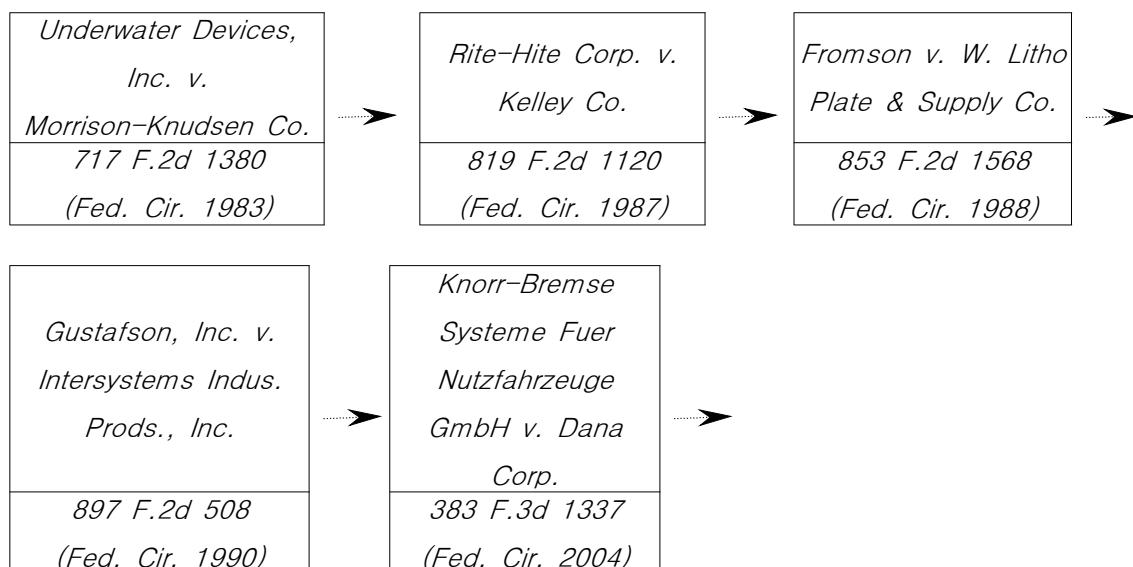 Underwater Devices,
Inc. v.
Morrison-Knudsen Co.
717 F.2d 1380
(Fed. Cir. 1983)
Rite-Hite Corp. v.
Kelley Co.
819 F.2d 1120
(Fed. Cir. 1987)
Fromson v. W. Litho
Plate & Supply Co.
853 F.2d 1568
(Fed. Cir. 1988)
Gustafson, Inc. v.
Intersystems Indus.
Prods., Inc.
897 F.2d 508
(Fed. Cir. 1990)
Knorr-Bremse
Systeme Fuer
Nutzfahrzeuge
GmbH v. Dana
Corp.
383 F.3d 1337
(Fed. Cir. 2004)